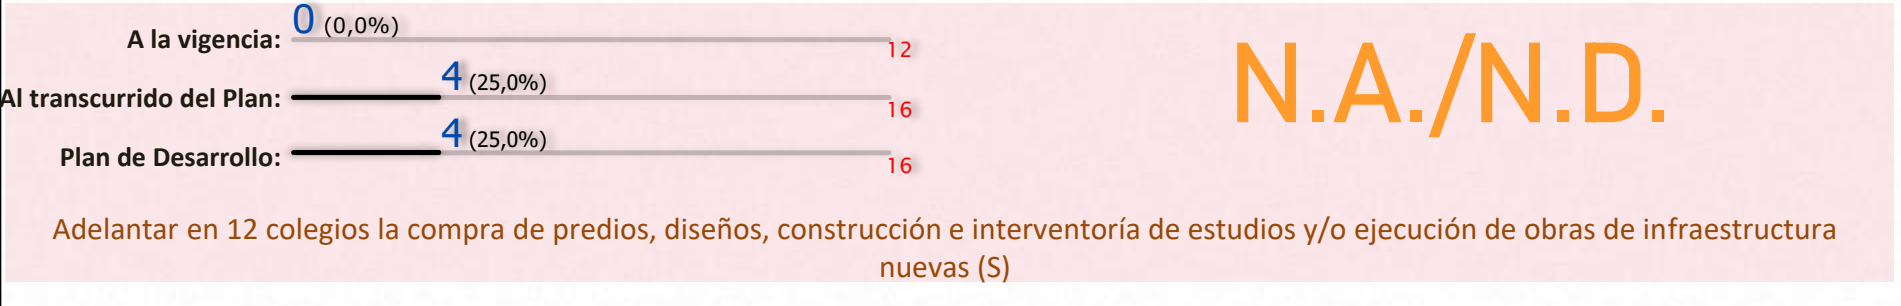 A la vigencia: 0 (0,0%) 12
Al transcurrido del Plan: 4 (25,0%) 16
Plan de Desarrollo: 4 (25,0%) 16
N.A./N.D.
Adelantar en 12 colegios la compra de predios, diseños, construcción e interventoría de estudios y/o ejecución de obras de infraestructura
nuevas (S)